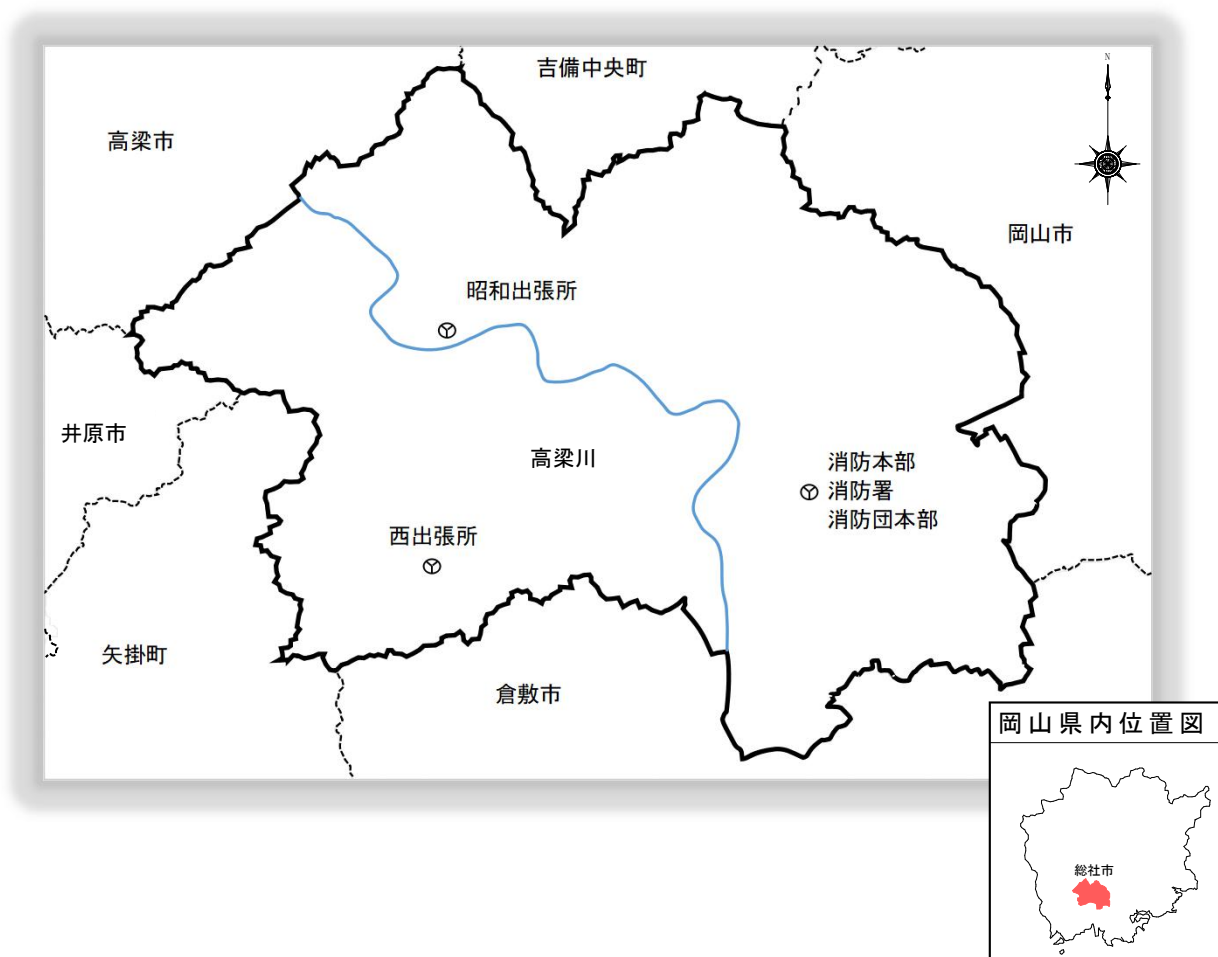 吉備中央町
N
高梁市
岡山市
昭和出張所
井原市
高梁川
消防本部
消防署
消防団本部
西出張所
矢掛町
倉敷市
岡山県内位置図
総社市